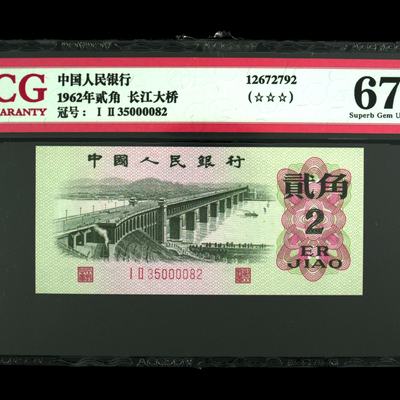 CG
WARRANTY
中国人民银行
1962年贰角 长江大桥
冠号: I II 35000082
12672792
(☆☆☆)
67
Superb Gem U
中國人民銀行
貳角
2
ER
JIAO
I II 35000082